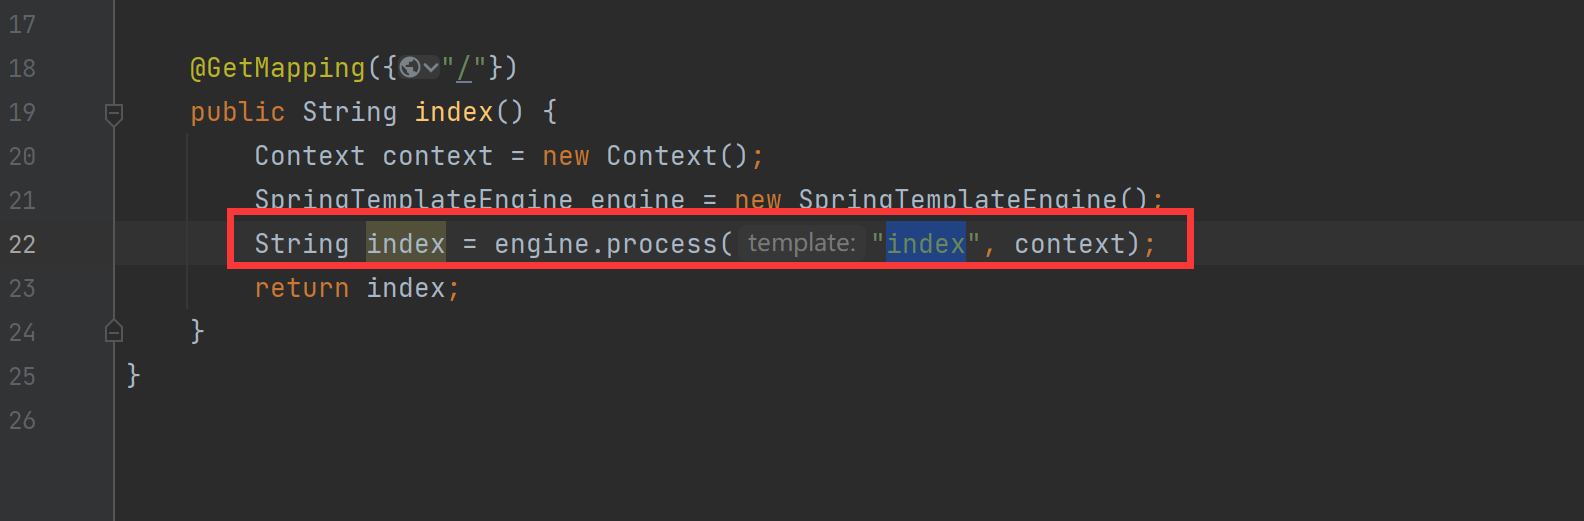 17
18 @GetMapping({"/"})
19 public String index() {
20 Context context = new Context();
21 SpringTemplateEngine engine = new SpringTemplateEngine();
22 String index = engine.process( template: "index", context);
23 return index;
24 }
25 }
26